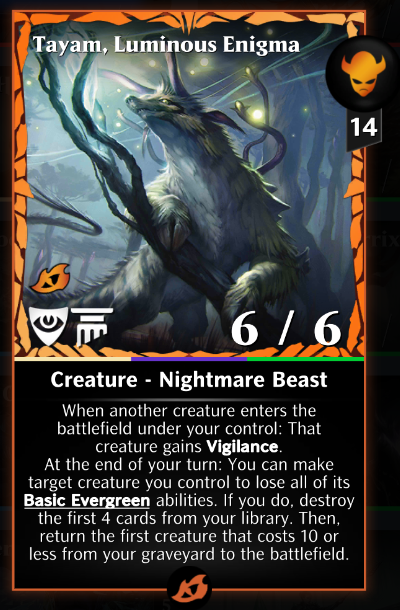 Tayam, Luminous Enigma
14
6 / 6
Creature - Nightmare Beast
When another creature enters the
battlefield under your control: That
creature gains Vigilance.
At the end of your turn: You can make
target creature you control to lose all of its
Basic Evergreen abilities. If you do, destroy
the first 4 cards from your library. Then,
return the first creature that costs 10 or
less from your graveyard to the battlefield.